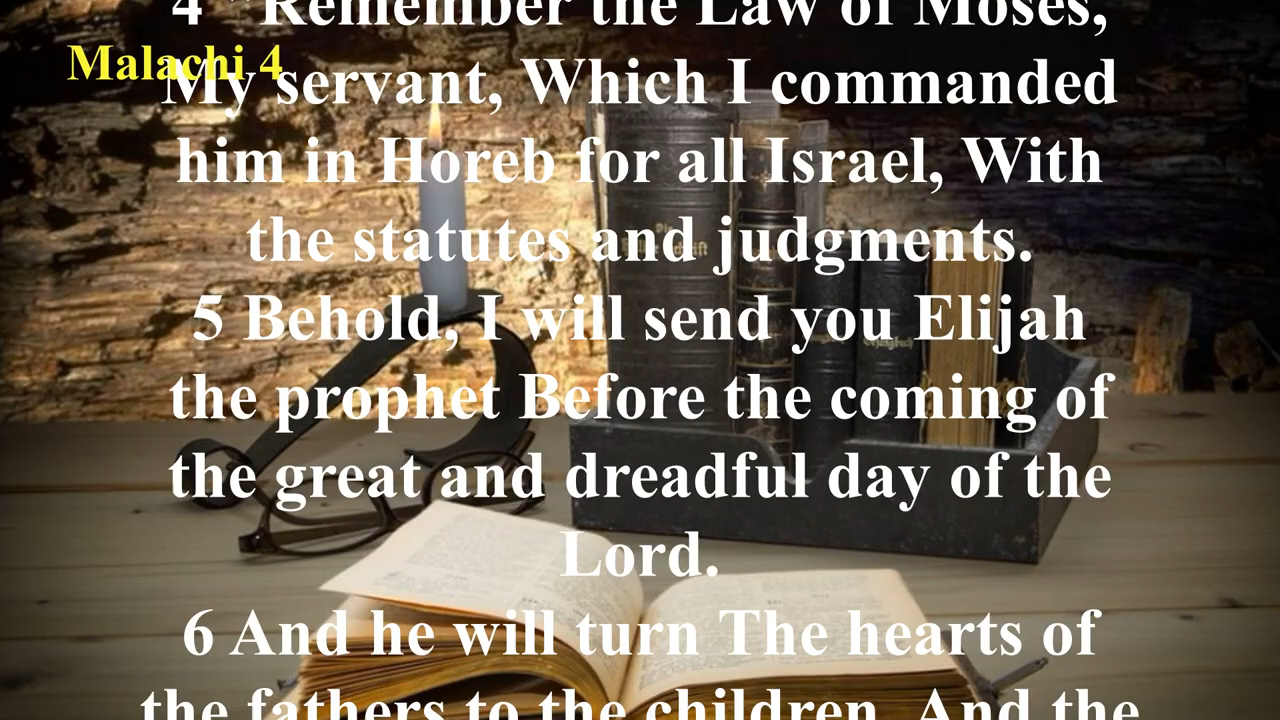 4 "Remember the Law of Moses,
Malachi 4
My servant, Which I commanded
him in Horeb for all Israel, With
the statutes and judgments.
5 Behold, I will send you Elijah
the prophet Before the coming of
the great and dreadful day of the
Lord.
6 And he will turn The hearts of
the fathers to the children, And the